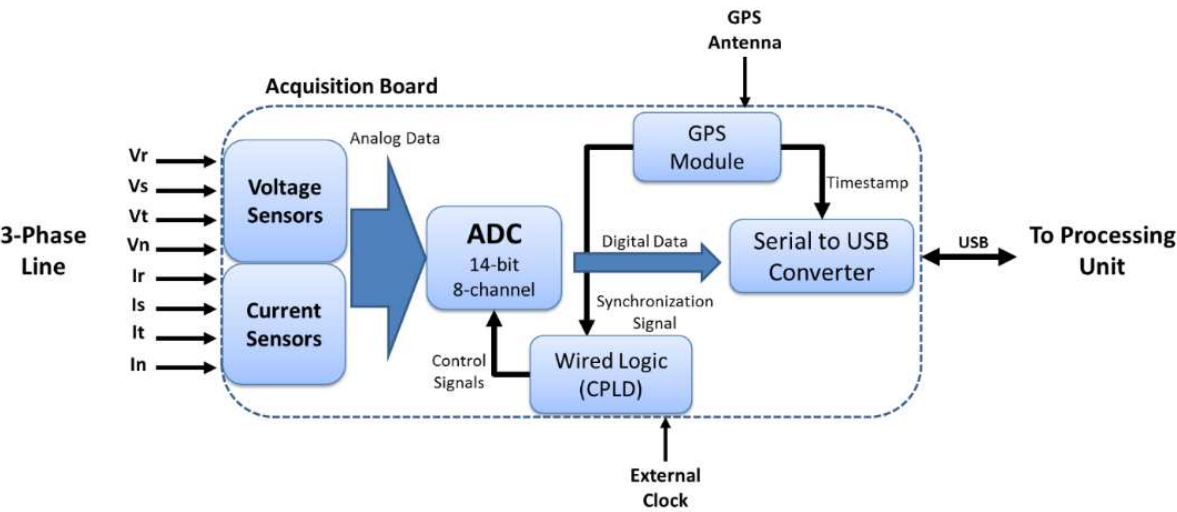 GPS
Antenna
Acquisition Board
Analog Data
GPS
Module
Vr
Vs
Vt
Vn
Ir
Is
It
In
3-Phase
Line
Voltage
Sensors
Current
Sensors
ADC
14-bit
8-channel
Timestamp
Digital Data
Serial to USB
Converter
USB
To Processing
Unit
Synchronization
Signal
Control
Signals
Wired Logic
(CPLD)
External
Clock